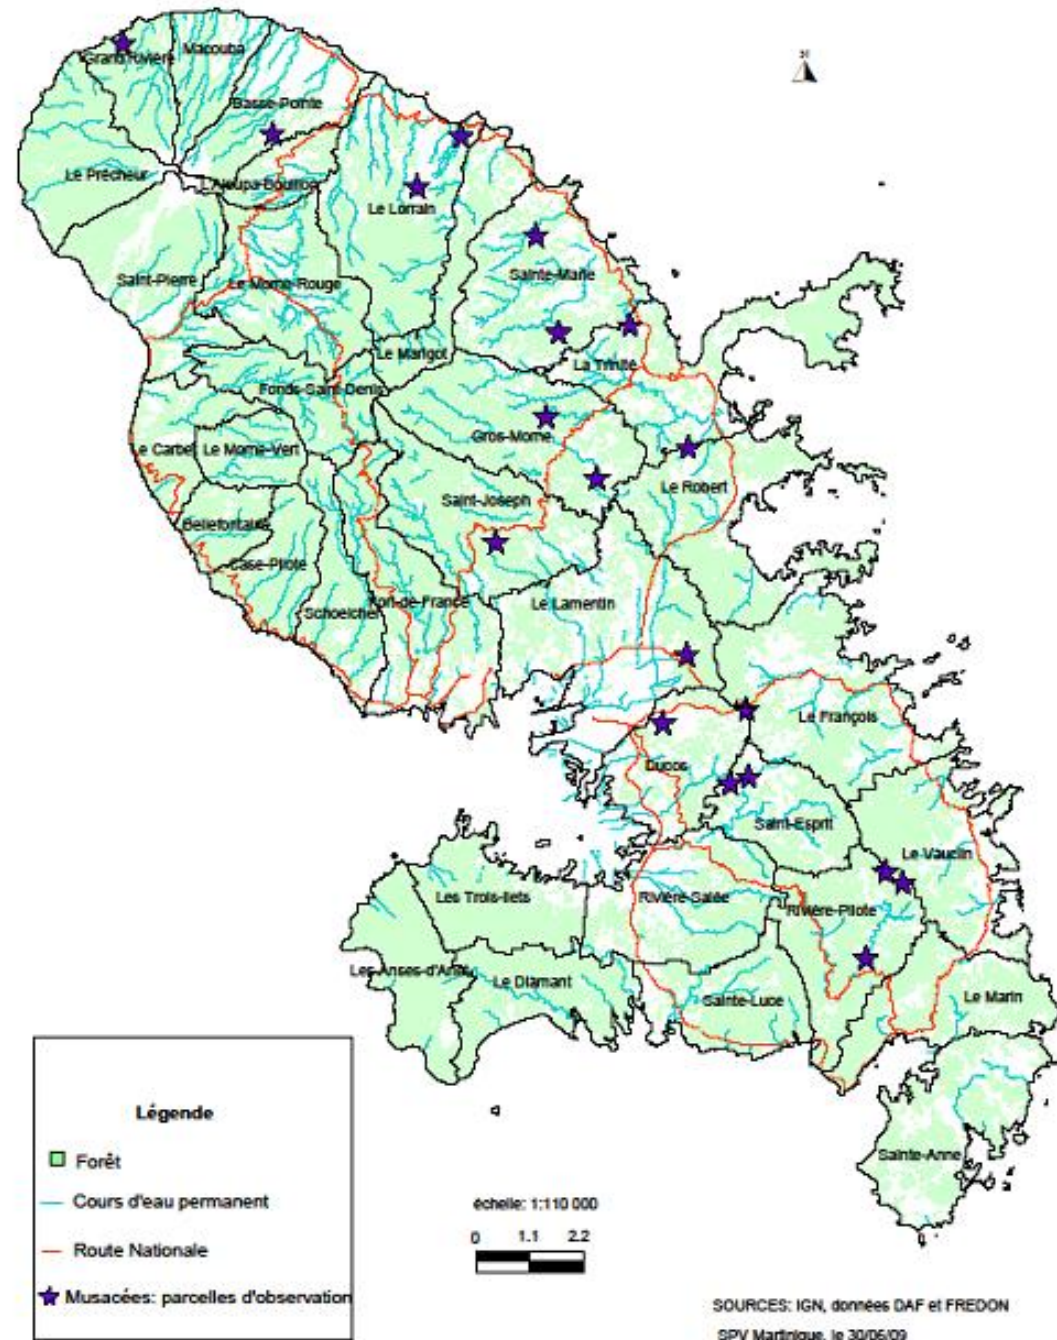 N
Grand'Rivière
Macouba
Basse-Pointe
Le Prêcheur
L'Ajoupa-Bouillon
Le Lorrain
Sainte-Marie
Saint-Pierre
Le Morne-Rouge
Le Marigot
La Trinité
Fonds-Saint-Denis
Gros-Morne
Le Carbet
Le Morne-Vert
Le Robert
Saint-Joseph
Bellefontaine
Case-Pilote
Schoelcher
Fort-de-France
Le Lamentin
Le François
Ducos
Saint-Esprit
Le Vauclin
Les Trois-Ilets
Rivière-Salée
Rivière-Pilote
Les Anses-d'Arlet
Le Diamant
Sainte-Luce
Le Marin
Sainte-Anne
Légende
Forêt
Cours d'eau permanent
Route Nationale
Musacées: parcelles d'observation
échelle: 1:110 000
0 1.1 2.2
SOURCES: IGN, données DAF et FREDON
SPV Martinique, le 30/06/09